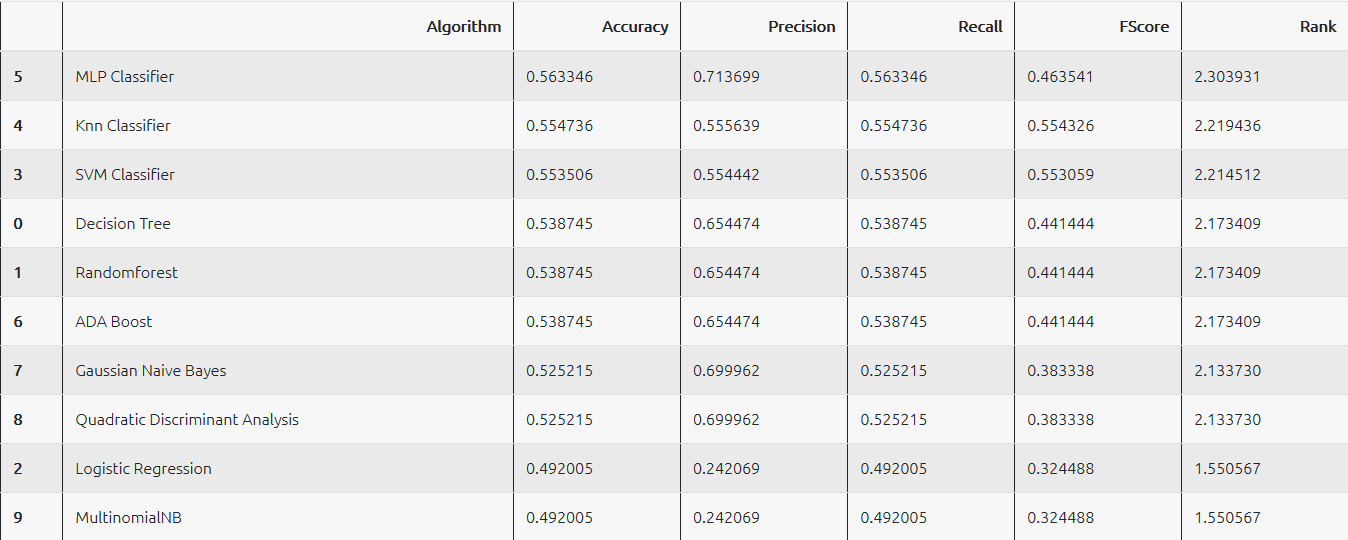 Algorithm Accuracy Precision Recall FScore Rank
5 MLP Classifier 0.563346 0.713699 0.563346 0.463541 2.303931
4 Knn Classifier 0.554736 0.555639 0.554736 0.554326 2.219436
3 SVM Classifier 0.553506 0.554442 0.553506 0.553059 2.214512
0 Decision Tree 0.538745 0.654474 0.538745 0.441444 2.173409
1 Randomforest 0.538745 0.654474 0.538745 0.441444 2.173409
6 ADA Boost 0.538745 0.654474 0.538745 0.441444 2.173409
7 Gaussian Naive Bayes 0.525215 0.699962 0.525215 0.383338 2.133730
8 Quadratic Discriminant Analysis 0.525215 0.699962 0.525215 0.383338 2.133730
2 Logistic Regression 0.492005 0.242069 0.492005 0.324488 1.550567
9 MultinomialNB 0.492005 0.242069 0.492005 0.324488 1.550567